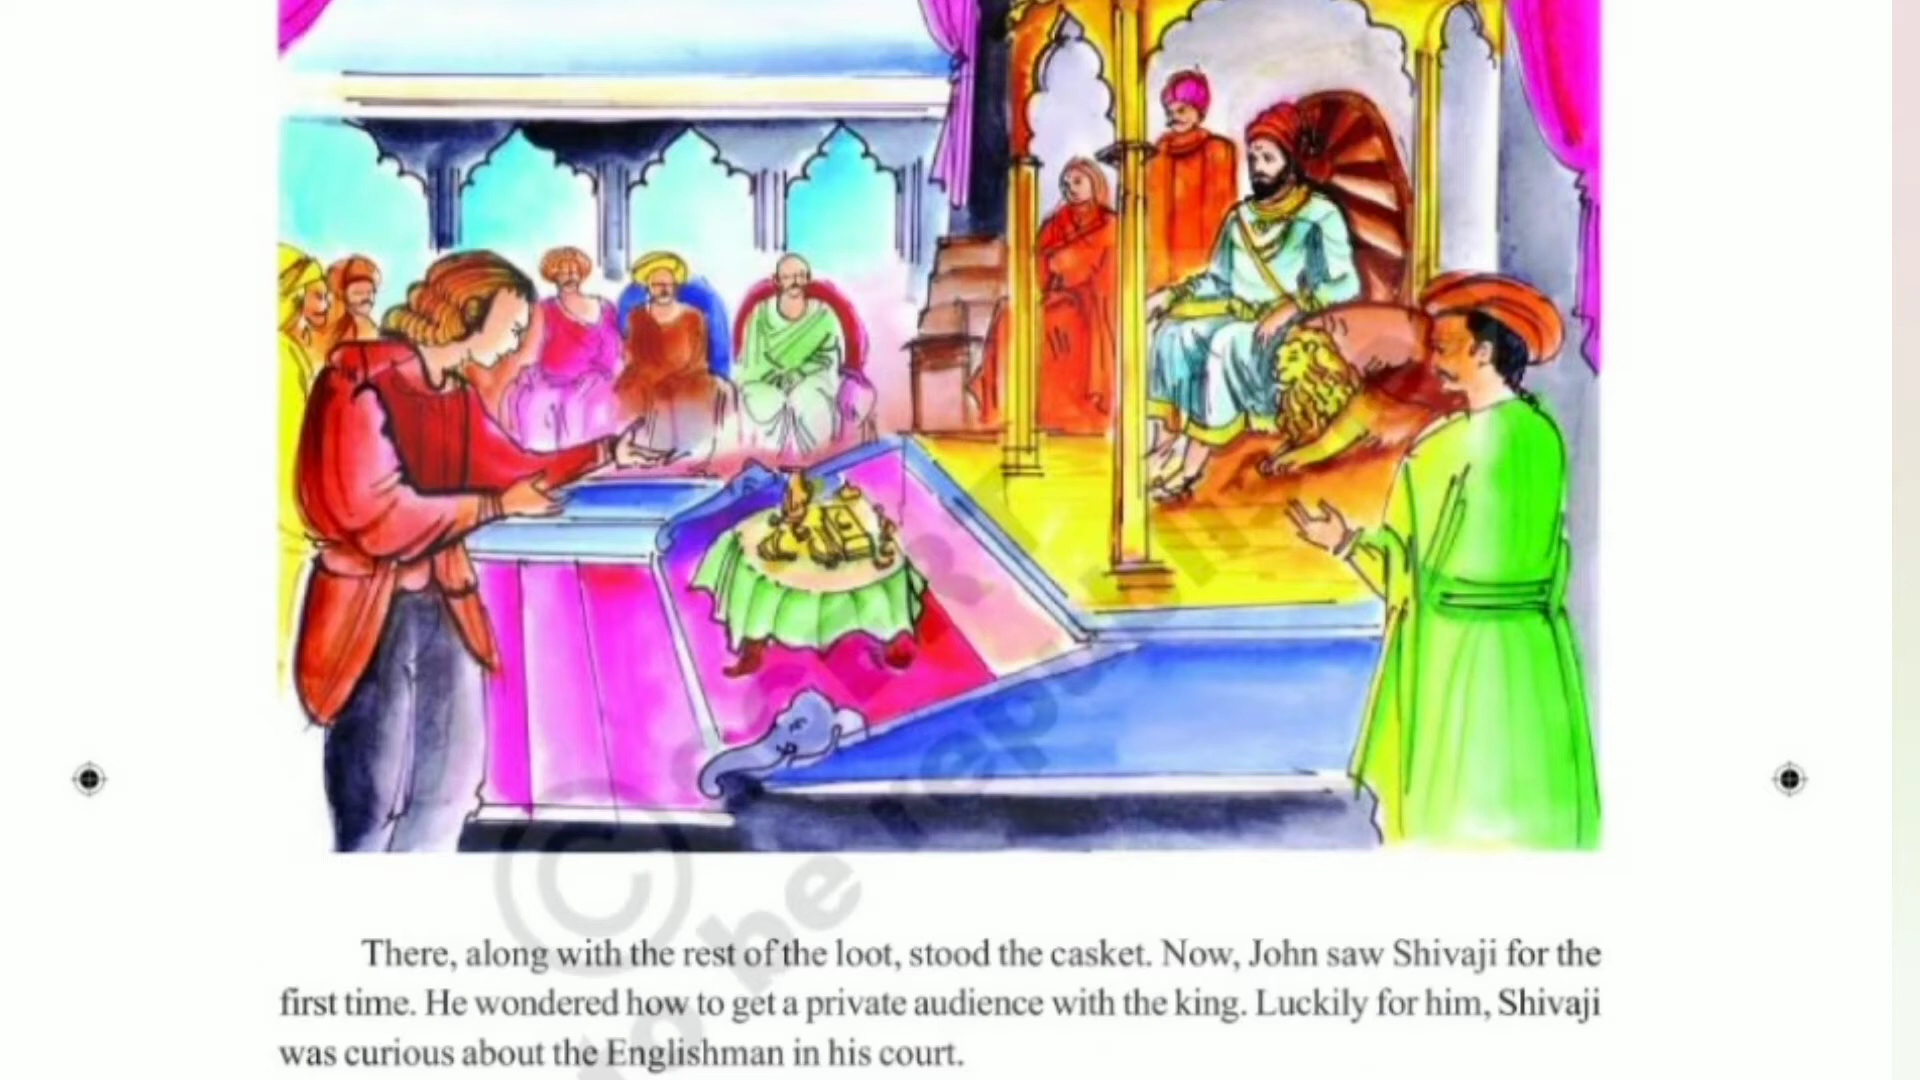 There, along with the rest of the loot, stood the casket. Now, John saw Shivaji for the
first time. He wondered how to get a private audience with the king. Luckily for him, Shivaji
was curious about the Englishman in his court.
©
be